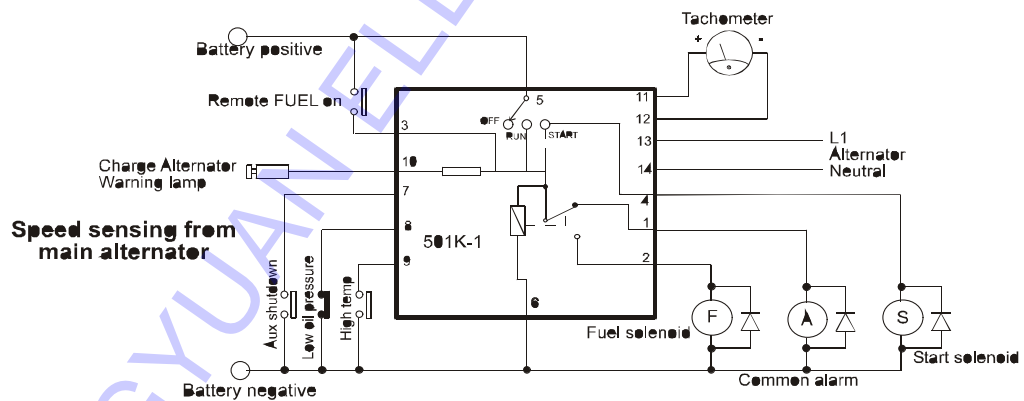 Tachometer
+ -
Battery positive
Remote FUEL on
5
11
OFF
RUN
START
3
12
13
L1
Alternator
Neutral
10
14
Charge Alternator
Warning lamp
7
4
8
1
Speed sensing from
main alternator
501K-1
9
2
6
Aux shutdown
Low oil pressure
High temp
F
A
S
Fuel solenoid
Start solenoid
Common alarm
Battery negative
GYUAN ELE